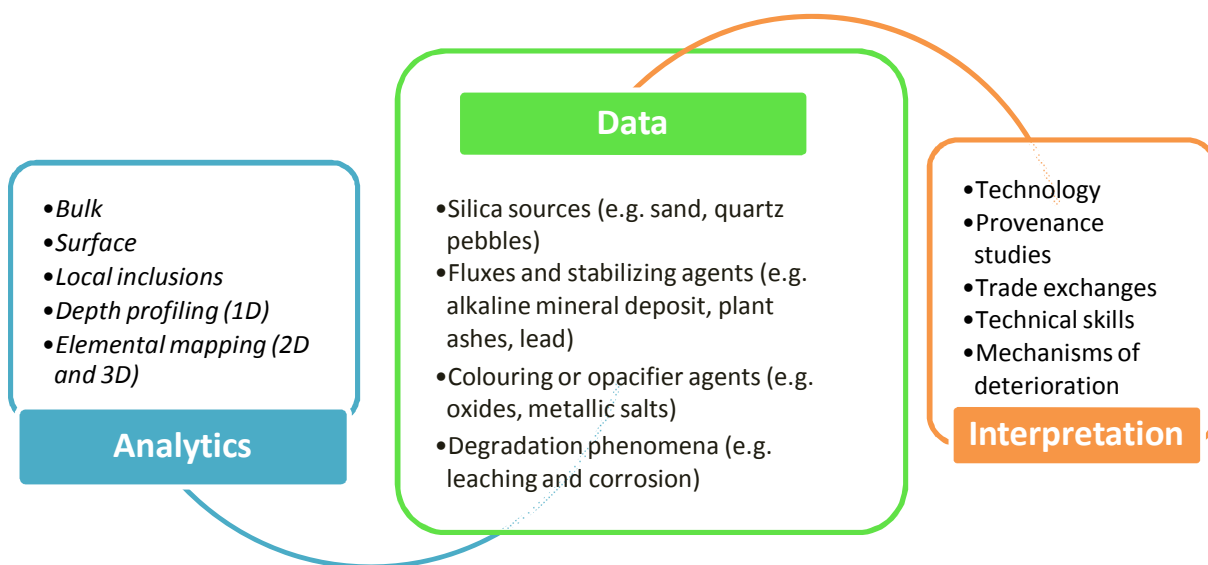 •Bulk
•Surface
•Local inclusions
•Depth profiling (1D)
•Elemental mapping (2D
and 3D)
Analytics
Data
•Silica sources (e.g. sand, quartz
pebbles)
•Fluxes and stabilizing agents (e.g.
alkaline mineral deposit, plant
ashes, lead)
•Colouring or opacifier agents (e.g.
oxides, metallic salts)
•Degradation phenomena (e.g.
leaching and corrosion)
•Technology
•Provenance
studies
•Trade exchanges
•Technical skills
•Mechanisms of
deterioration
Interpretation